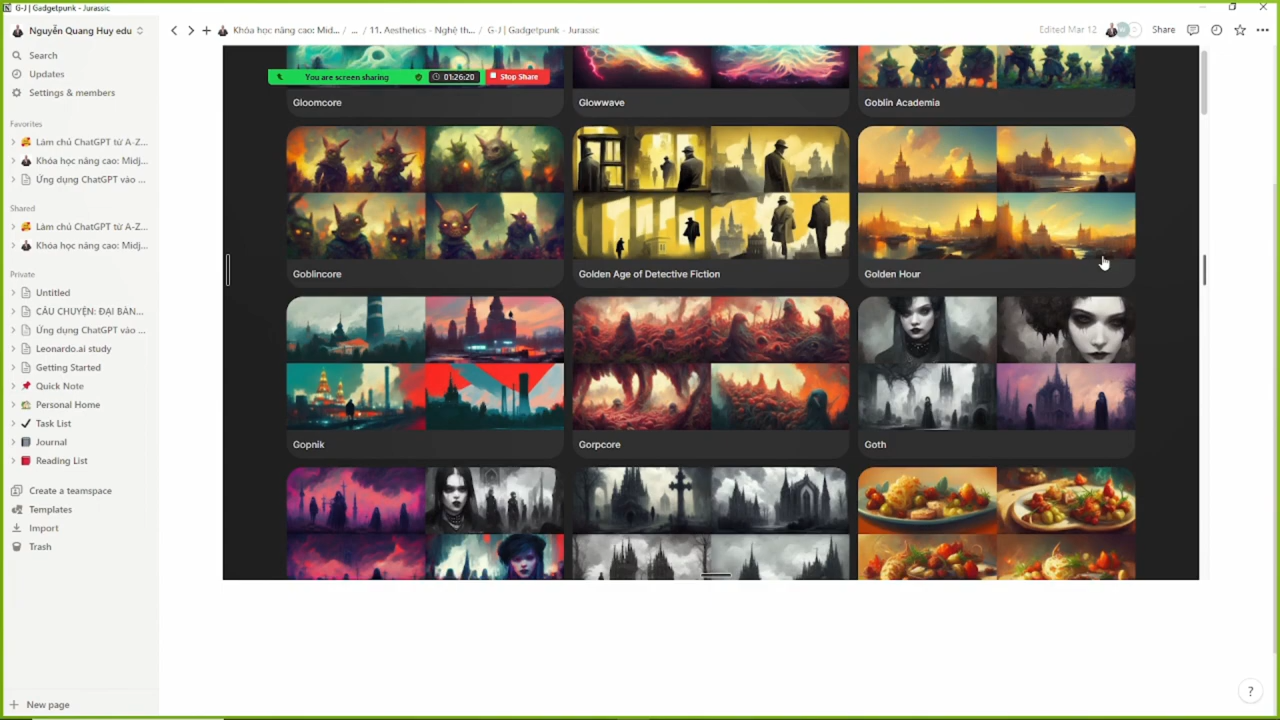 G-J | Gadgetpunk - Jurassic
Nguyễn Quang Huy edu
Khóa học nâng cao: Mid... / ... / 11. Aesthetics - Nghệ th... / G-J | Gadgetpunk - Jurassic
Edited Mar 12
2
Share
Search
Updates
Settings & members
Favorites
Làm chủ ChatGPT từ A-Z...
Khóa học nâng cao: Midj...
Ứng dụng ChatGPT vào ...
Shared
Làm chủ ChatGPT từ A-Z...
Khóa học nâng cao: Midj...
Private
Untitled
CÂU CHUYỆN: ĐẠI BÀN...
Ứng dụng ChatGPT vào ...
Leonardo.ai study
Getting Started
Quick Note
Personal Home
Task List
Journal
Reading List
Create a teamspace
Templates
Import
Trash
New page
You are screen sharing
01:26:20
Stop Share
Gloomcore
Glowwave
Goblin Academia
Goblincore
Golden Age of Detective Fiction
Golden Hour
Gopnik
Gorpcore
Goth
?